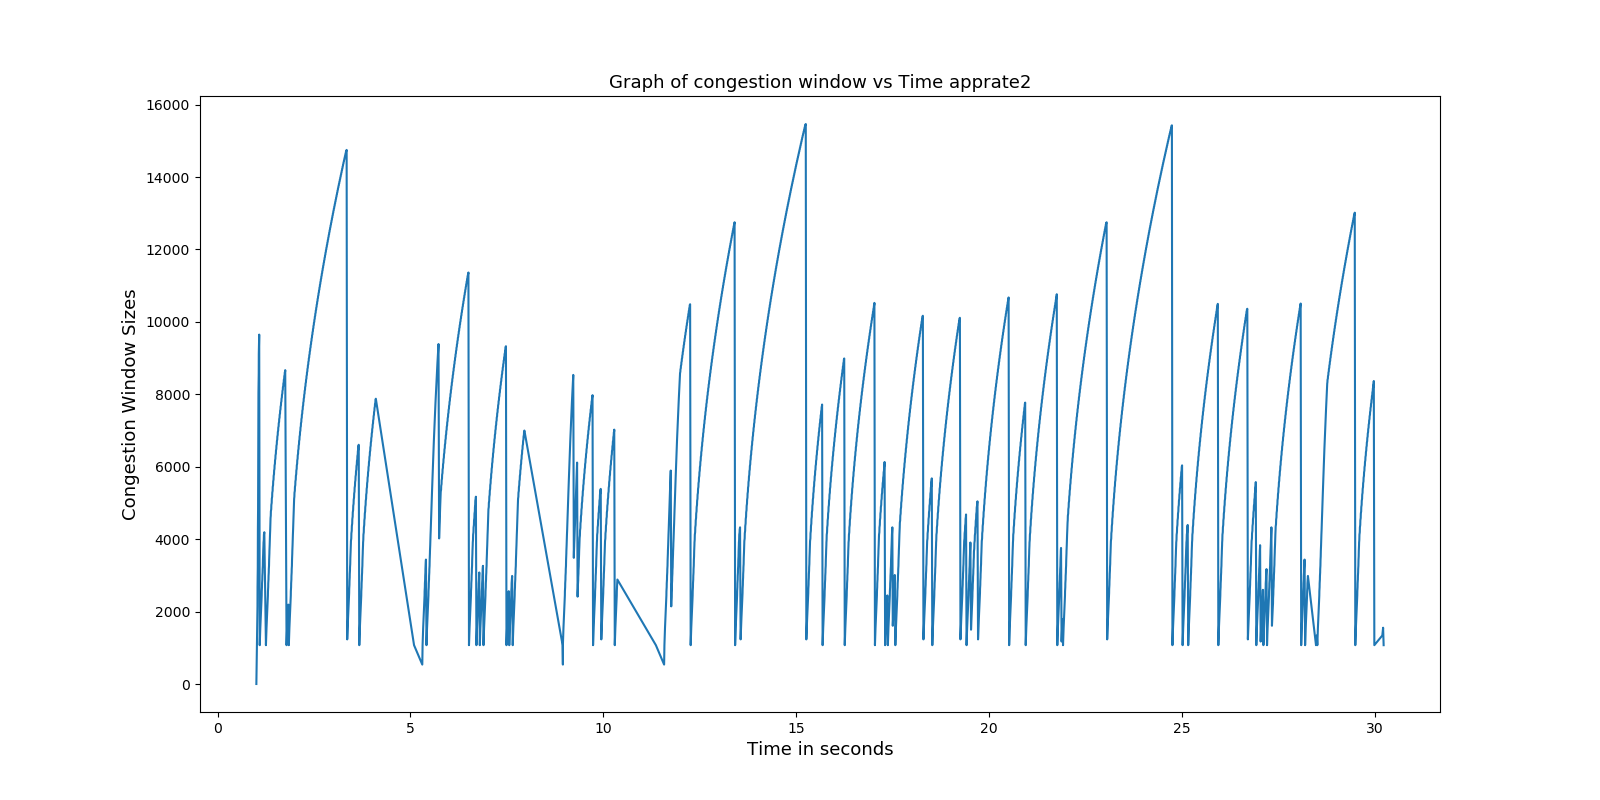 Graph of congestion window vs Time apprate2
16000
14000
12000
10000
8000
6000
4000
2000
0
Congestion Window Sizes
0 5 10 15 20 25 30
Time in seconds